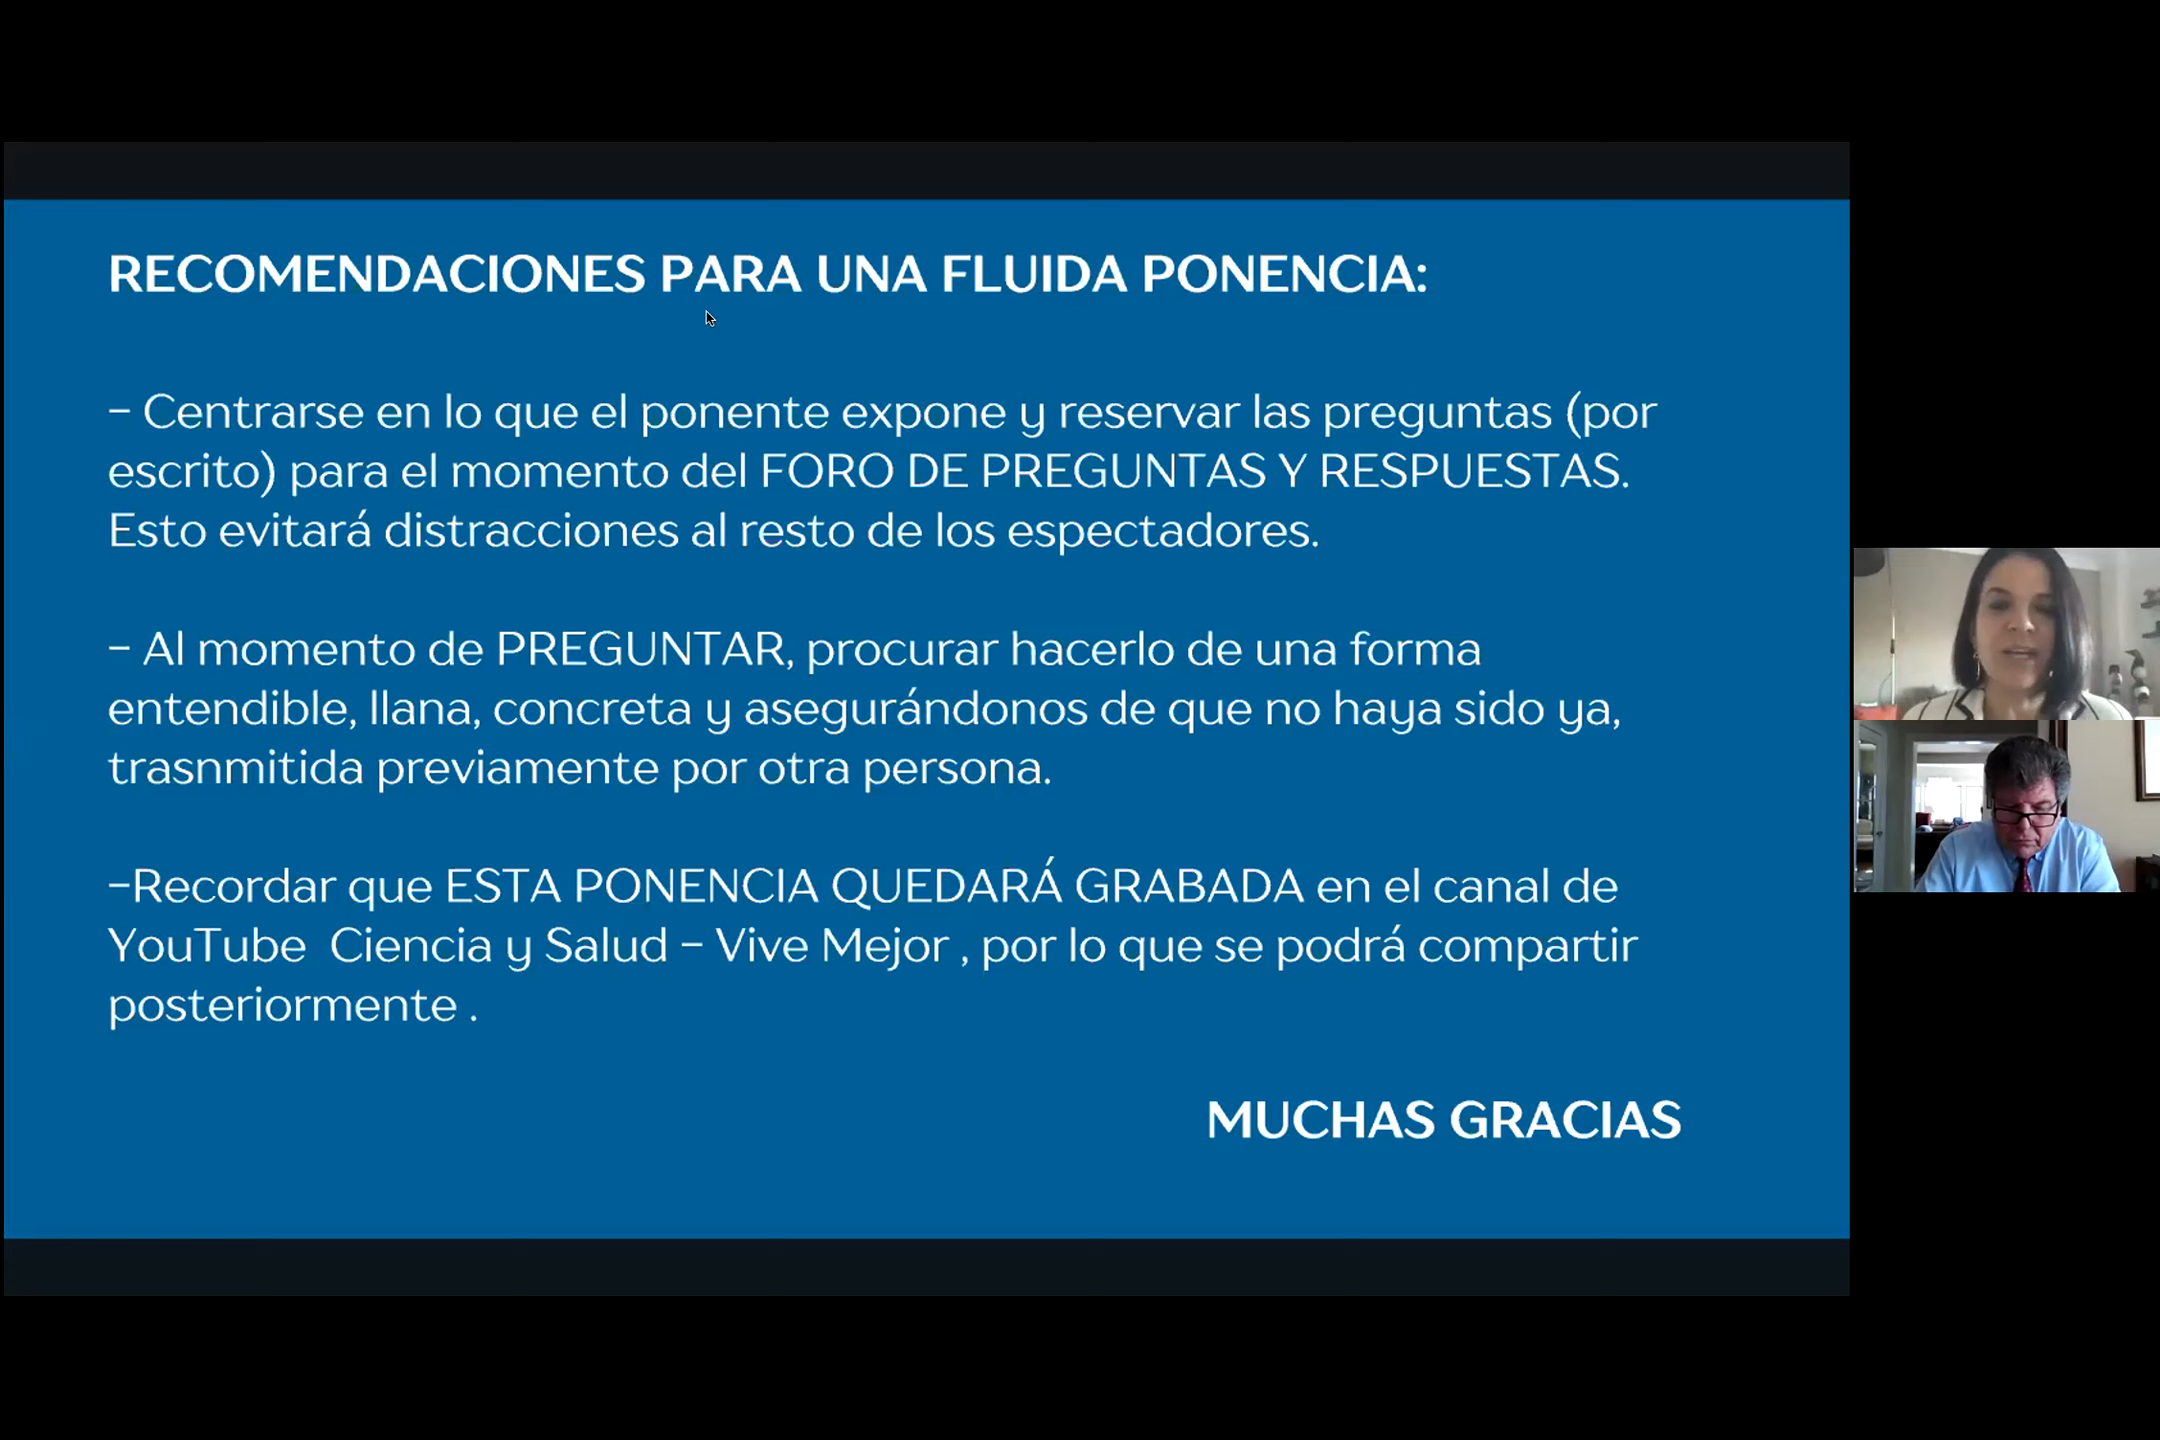 RECOMENDACIONES PARA UNA FLUIDA PONENCIA:
– Centrarse en lo que el ponente expone y reservar las preguntas (por
escrito) para el momento del FORO DE PREGUNTAS Y RESPUESTAS.
Esto evitará distracciones al resto de los espectadores.
– Al momento de PREGUNTAR, procurar hacerlo de una forma
entendible, llana, concreta y asegurándonos de que no haya sido ya,
trasnmitida previamente por otra persona.
–Recordar que ESTA PONENCIA QUEDARÁ GRABADA en el canal de
YouTube  Ciencia y Salud – Vive Mejor , por lo que se podrá compartir
posteriormente .
MUCHAS GRACIAS